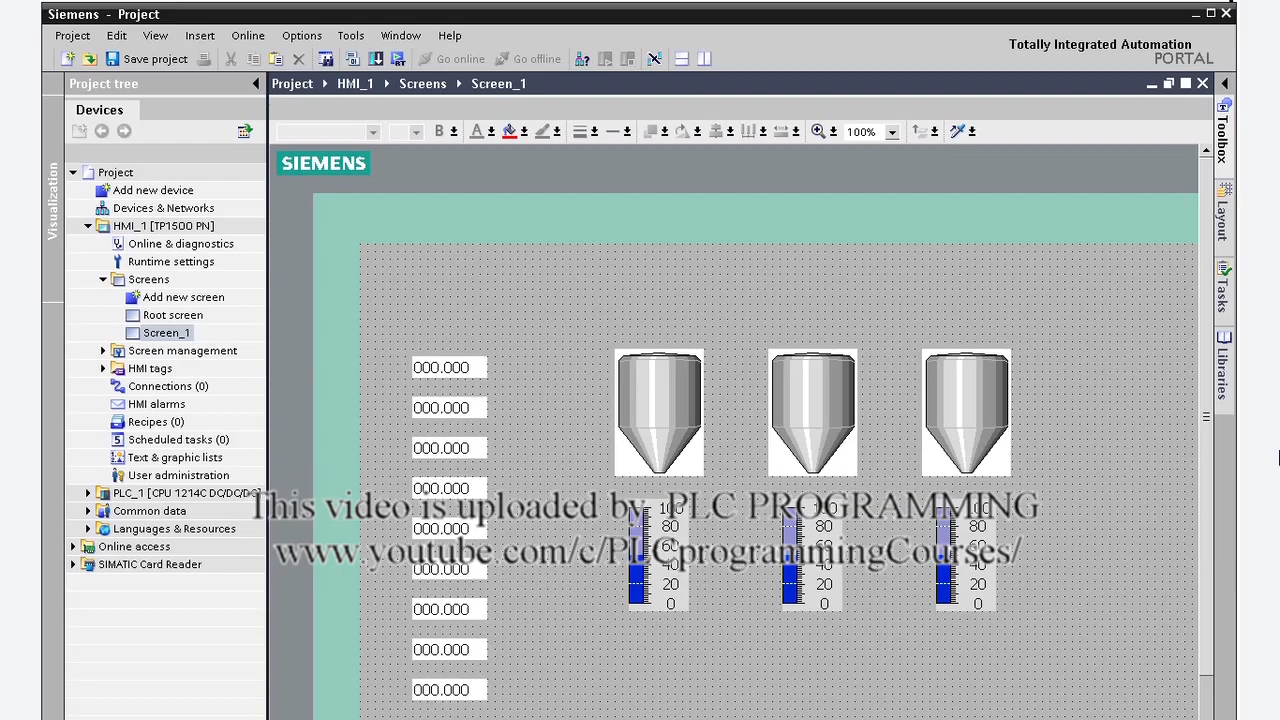 Siemens - Project
Project Edit View Insert Online Options Tools Window Help
Totally Integrated Automation
PORTAL
Save project
Go online
Go offline
Project tree
Project HMI_1 Screens Screen_1
Devices
B A 100%
Visualization
SIEMENS
Project
Add new device
Devices & Networks
HMI_1 [TP1500 PN]
Online & diagnostics
Runtime settings
Screens
Add new screen
Root screen
Screen_1
Screen management
HMI tags
Connections (0)
HMI alarms
Recipes (0)
Scheduled tasks (0)
Text & graphic lists
User administration
PLC_1 [CPU 1214C DC/DC/DC]
Common data
Languages & Resources
Online access
SIMATIC Card Reader
000.000
000.000
000.000
000.000
000.000
000.000
000.000
000.000
000.000
100
80
60
40
20
0
100
80
60
40
20
0
100
80
60
40
20
0
This video is uploaded by PLC PROGRAMMING
www.youtube.com/c/PLCprogrammingCourses/
Toolbox
Layout
Tasks
Libraries